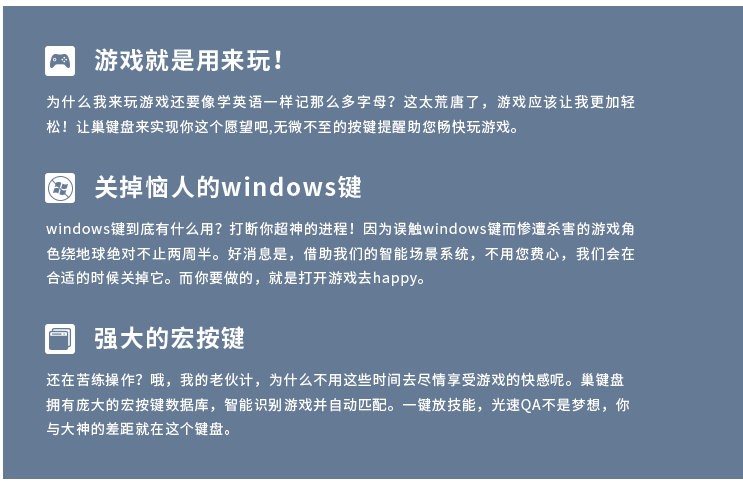 游戏就是用来玩！
为什么我来玩游戏还要像学英语一样记那么多字母？这太荒唐了，游戏应该让我更加轻
松！让巢键盘来实现你这个愿望吧,无微不至的按键提醒助您畅快玩游戏。
关掉恼人的windows键
windows键到底有什么用？打断你超神的进程！因为误触windows键而惨遭杀害的游戏角
色绕地球绝对不止两周半。好消息是，借助我们的智能场景系统，不用您费心，我们会在
合适的时候关掉它。而你要做的，就是打开游戏去happy。
强大的宏按键
还在苦练操作？哦，我的老伙计，为什么不用这些时间去尽情享受游戏的快感呢。巢键盘
拥有庞大的宏按键数据库，智能识别游戏并自动匹配。一键放技能，光速QA不是梦想，你
与大神的差距就在这个键盘。